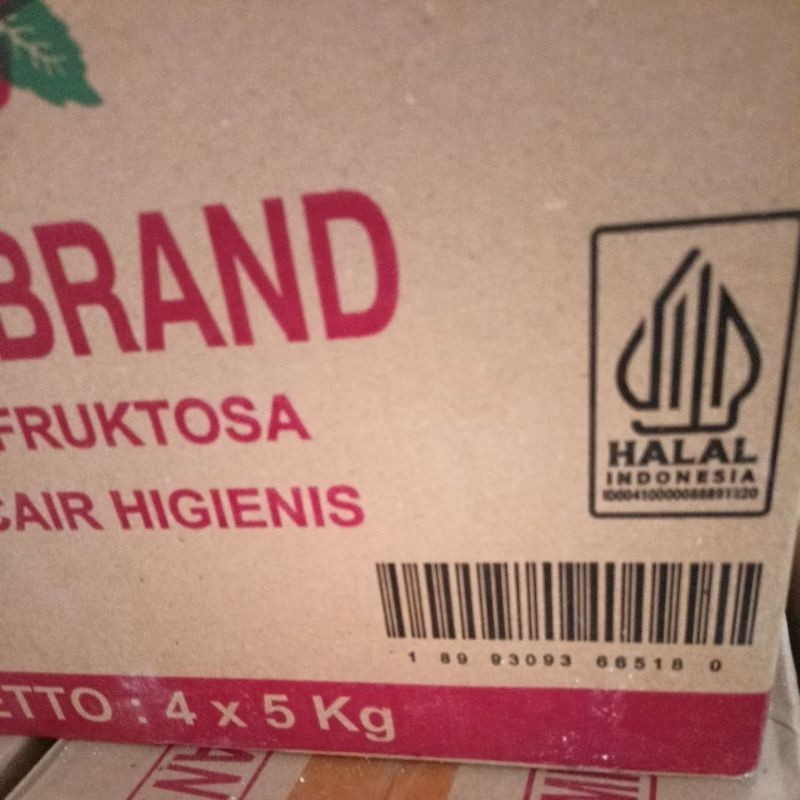 BRAND
FRUKTOSA
CAIR HIGIENIS
HALAL
INDONESIA
1 89 93093 66518 0
ETTO : 4 x 5 Kg